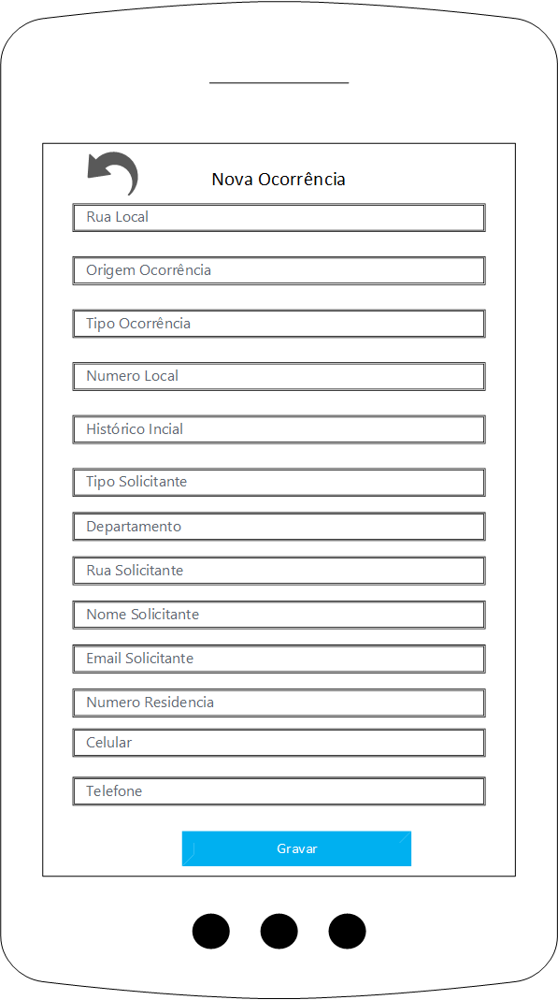 Nova Ocorrência
Rua Local
Origem Ocorrência
Tipo Ocorrência
Numero Local
Histórico Incial
Tipo Solicitante
Departamento
Rua Solicitante
Nome Solicitante
Email Solicitante
Numero Residencia
Celular
Telefone
Gravar